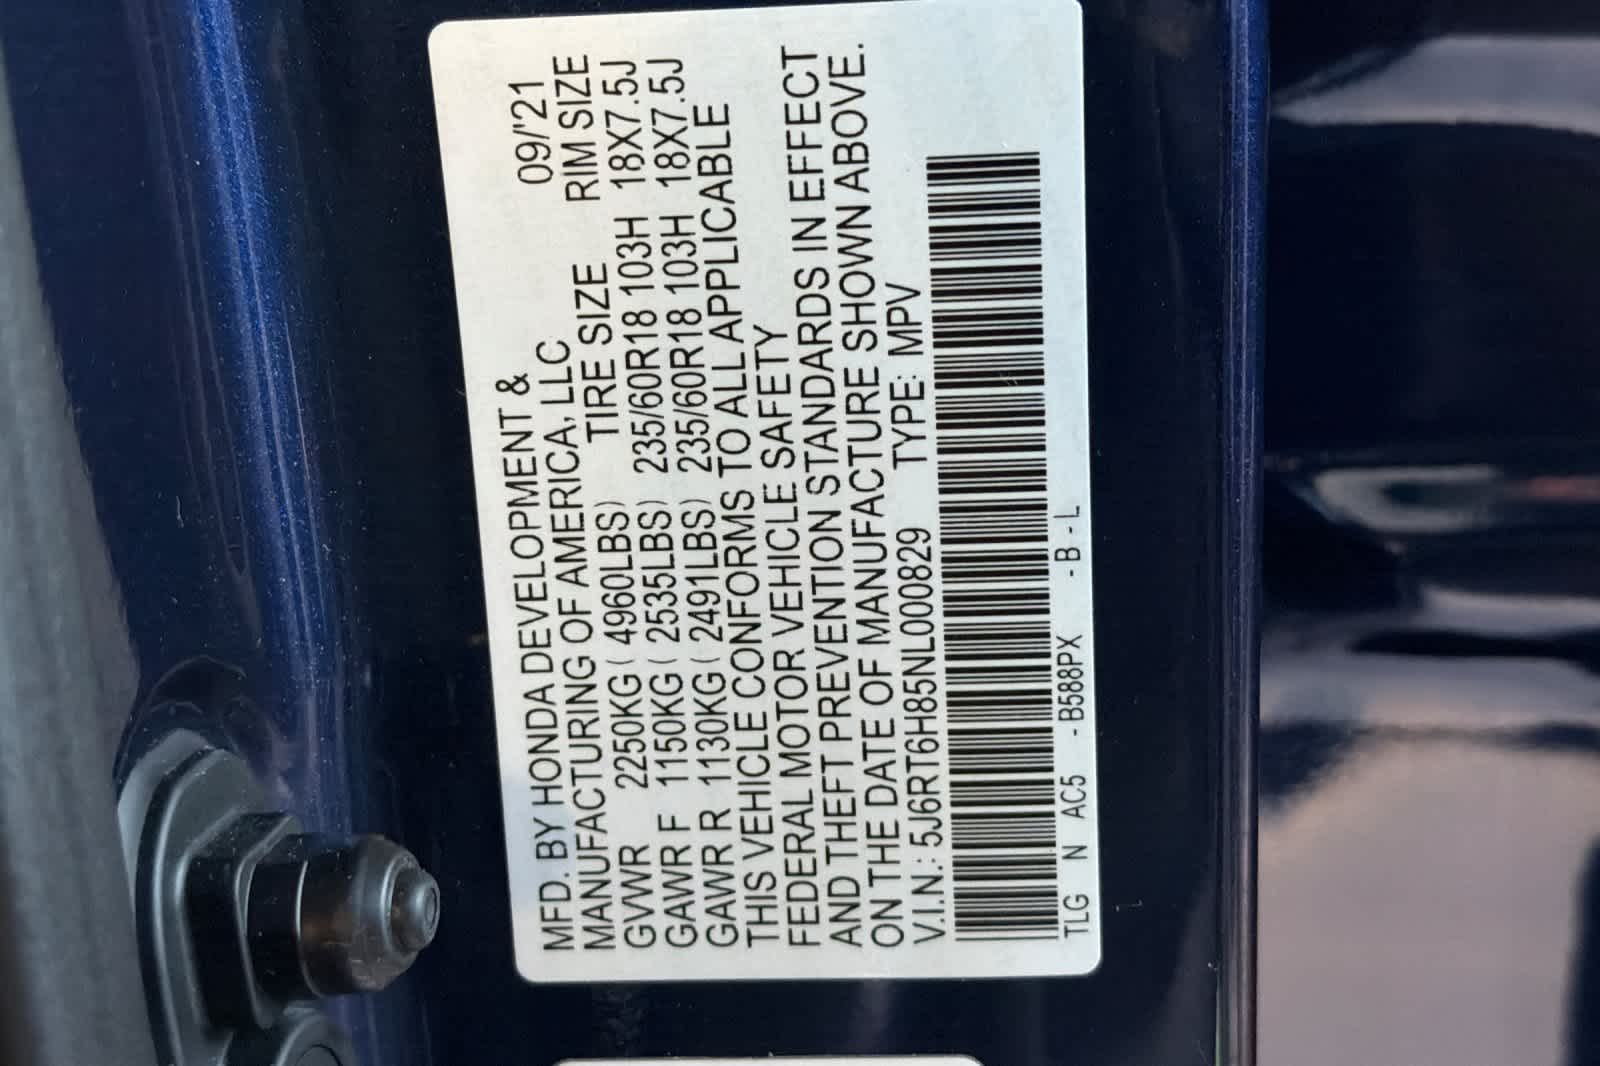 MFD. BY HONDA DEVELOPMENT & 09/'21
MANUFACTURING OF AMERICA, LLC
TIRE SIZE RIM SIZE
GVWR 2250KG ( 4960LBS)
GAWR F 1150KG ( 2535LBS) 235/60R18 103H 18X7.5J
GAWR R 1130KG ( 2491LBS) 235/60R18 103H 18X7.5J
THIS VEHICLE CONFORMS TO ALL APPLICABLE
FEDERAL MOTOR VEHICLE SAFETY
AND THEFT PREVENTION STANDARDS IN EFFECT
ON THE DATE OF MANUFACTURE SHOWN ABOVE.
V.I.N.: 5J6RT6H85NL000829 TYPE: MPV
TLG N AC5 -B588PX -B-L